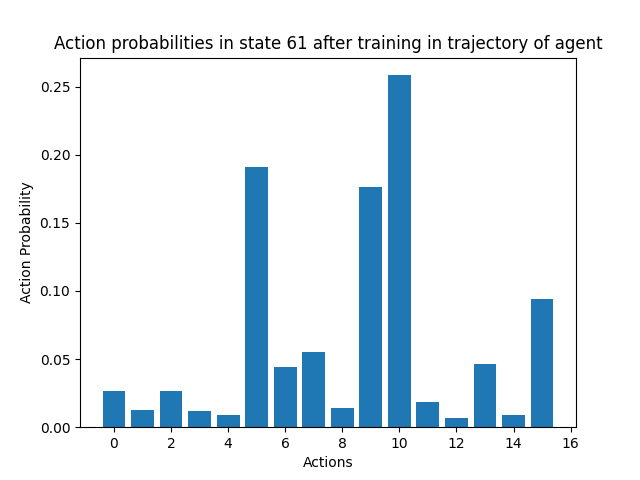 Action probabilities in state 61 after training in trajectory of agent
0.25
0.20
0.15
0.10
0.05
0.00
Action Probability
0 2 4 6 8 10 12 14 16
Actions